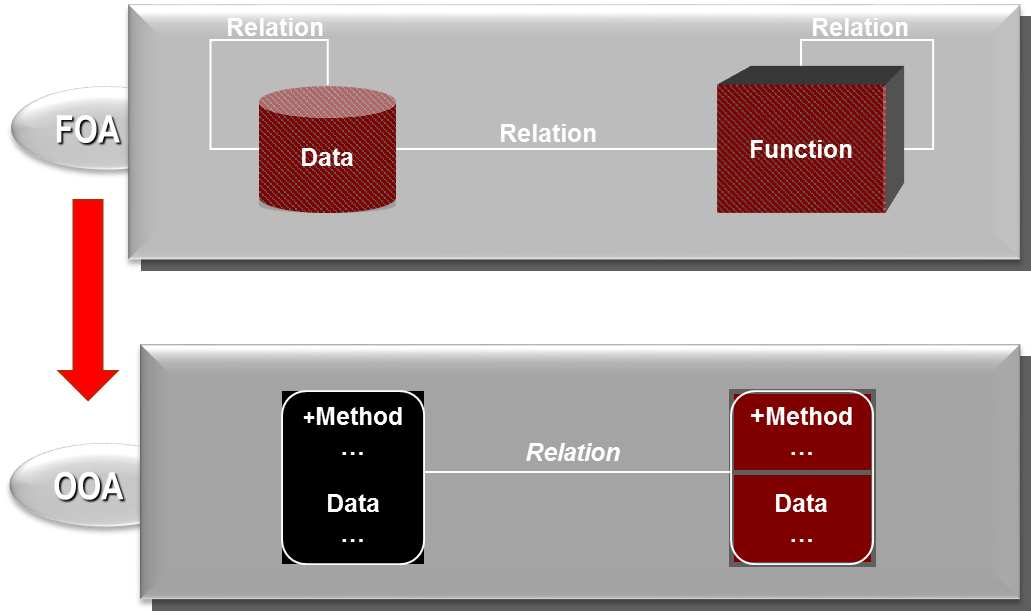 Relation
Relation
FOA
Relation
Data
Function
+Method
...
Data
...
Relation
+Method
...
Data
...
OOA